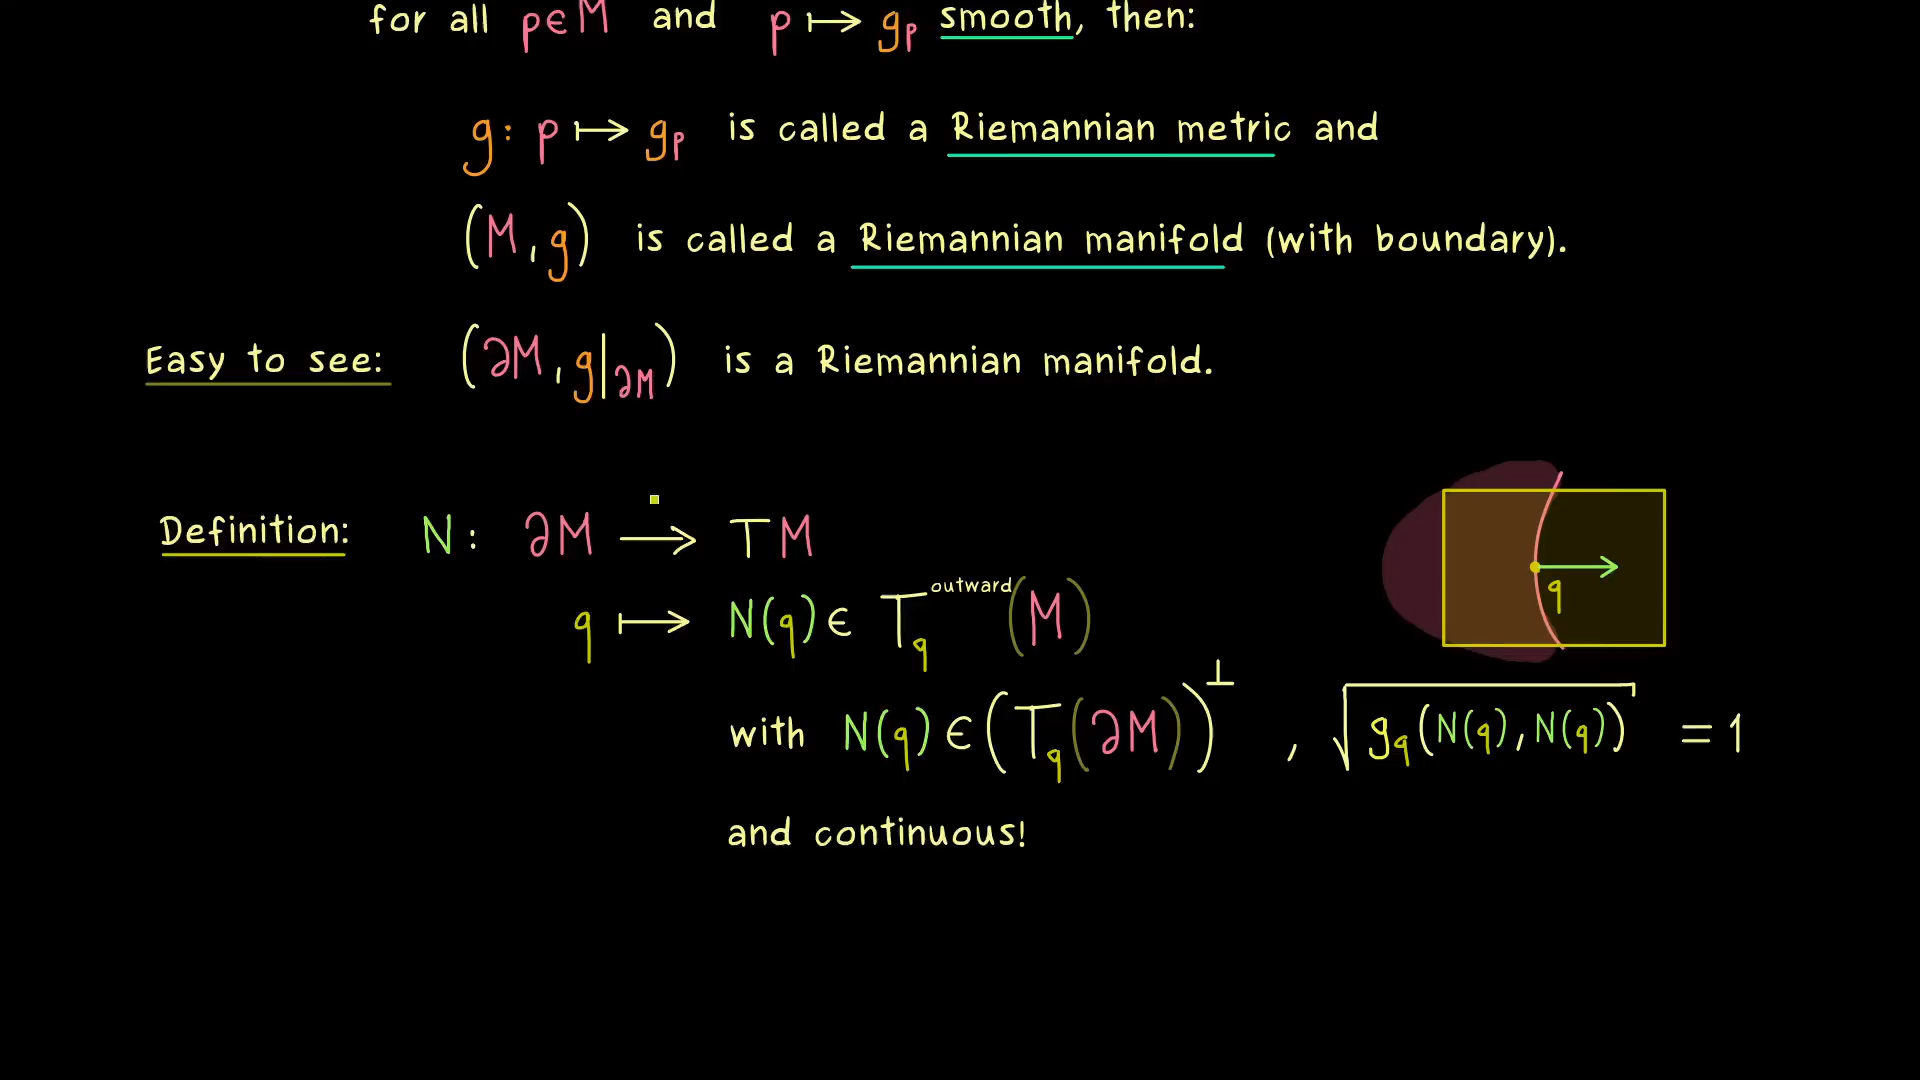 for all p∈M and p ⟼ g_p smooth, then:
g: p ⟼ g_p is called a Riemannian metric and
(M, g) is called a Riemannian manifold (with boundary).
Easy to see: (∂M, g|_∂M) is a Riemannian manifold.
Definition: N: ∂M ⟶ TM
q ⟼ N(q) ∈ T_q^outward(M)
q
with N(q) ∈ (T_q(∂M))^⊥ , √(g_q(N(q), N(q))) = 1
and continuous!